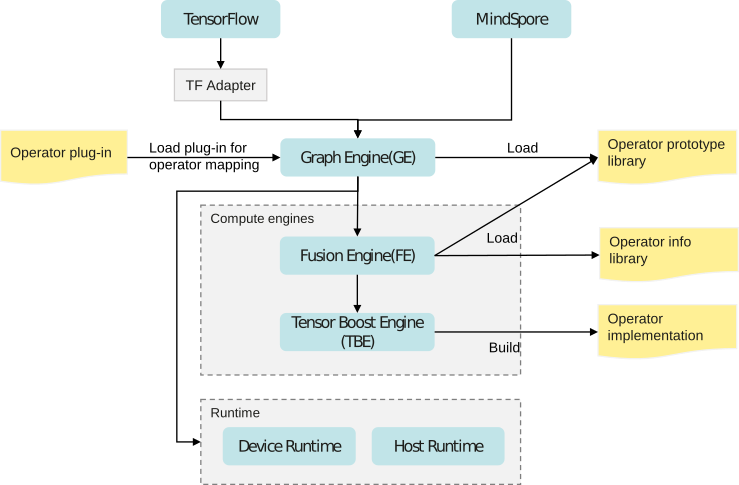 TensorFlow
MindSpore
TF Adapter
Operator plug-in
Load plug-in for
operator mapping
Graph Engine(GE)
Load
Operator prototype
library
Compute engines
Fusion Engine(FE)
Load
Operator info
library
Tensor Boost Engine
(TBE)
Build
Operator
implementation
Runtime
Device Runtime
Host Runtime